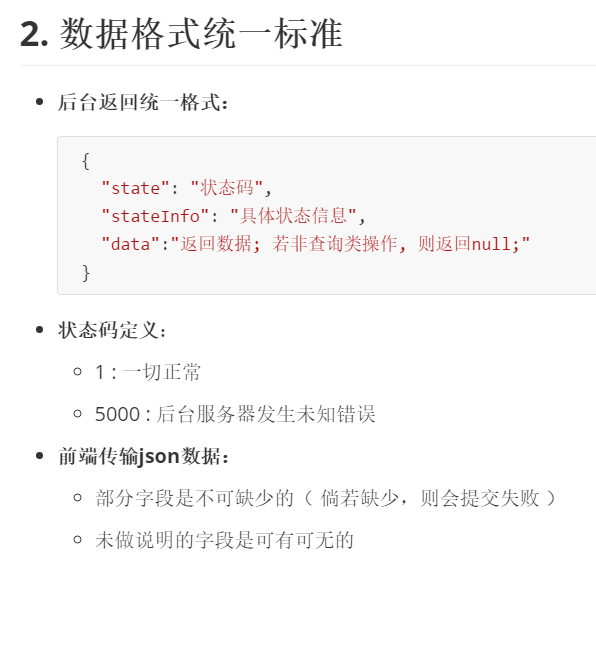 2. 数据格式统一标准
后台返回统一格式：
{
"state": "状态码",
"stateInfo": "具体状态信息",
"data":"返回数据; 若非查询类操作, 则返回null;"
}
状态码定义：
1 : 一切正常
5000 : 后台服务器发生未知错误
前端传输json数据：
部分字段是不可缺少的（ 倘若缺少，则会提交失败 ）
未做说明的字段是可有可无的